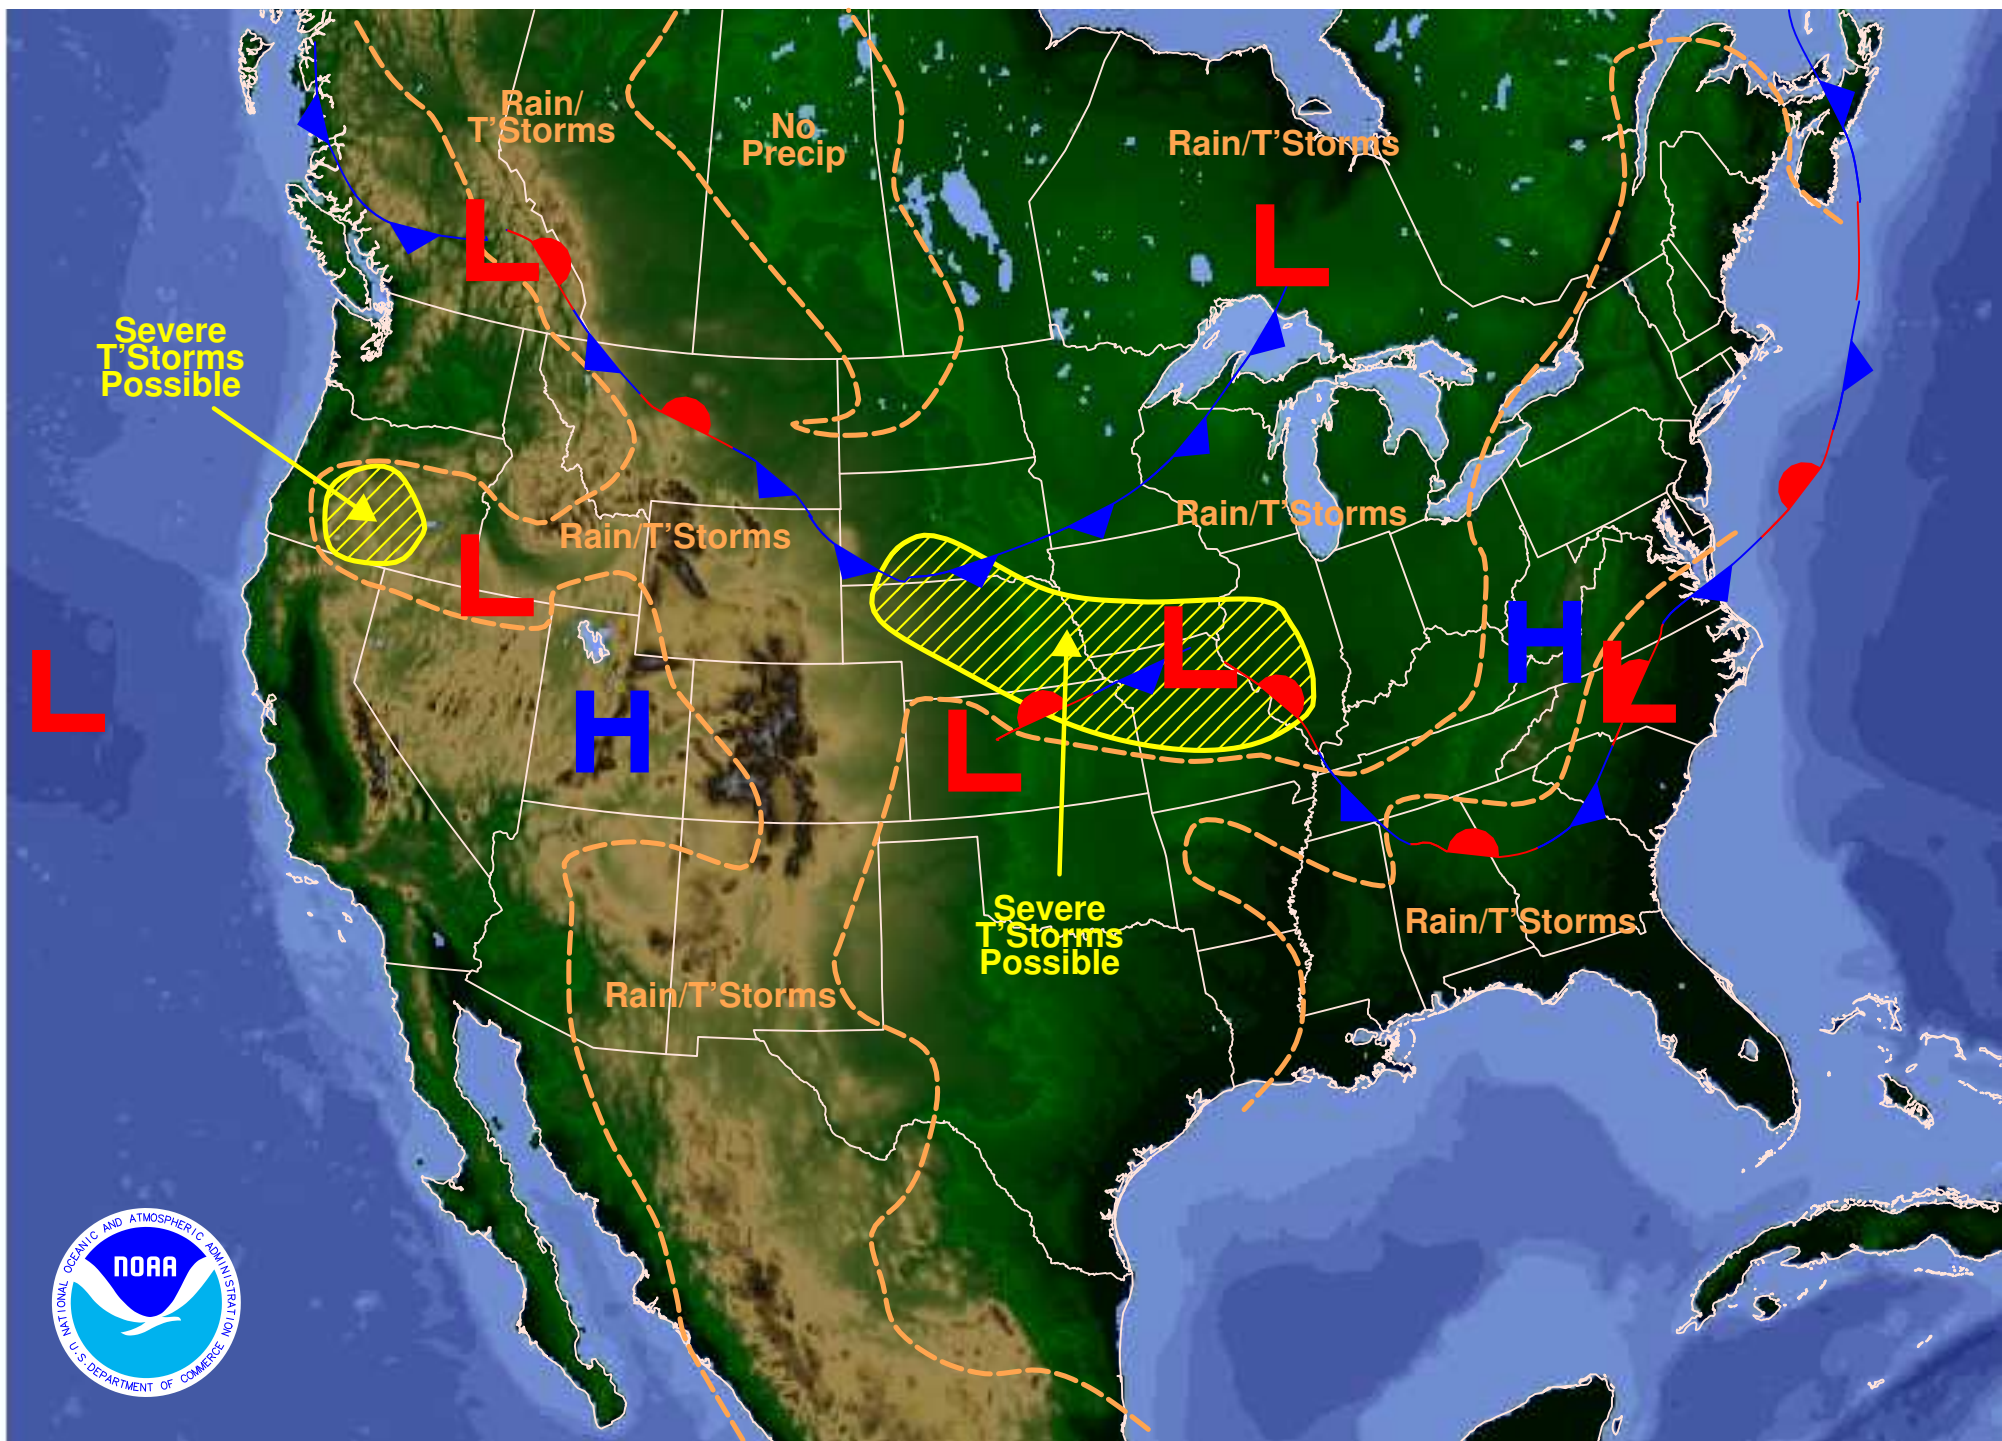 Rain/
T'Storms
No
Precip
Rain/T'Storms
L
L
Severe
T'Storms
Possible
Rain/T'Storms
Rain/T'Storms
L
L
H
L
L
H
L
Severe
T'Storms
Possible
Rain/T'Storms
Rain/T'Storms
L
NATIONAL OCEANIC AND ATMOSPHERIC ADMINISTRATION
NOAA
U.S. DEPARTMENT OF COMMERCE